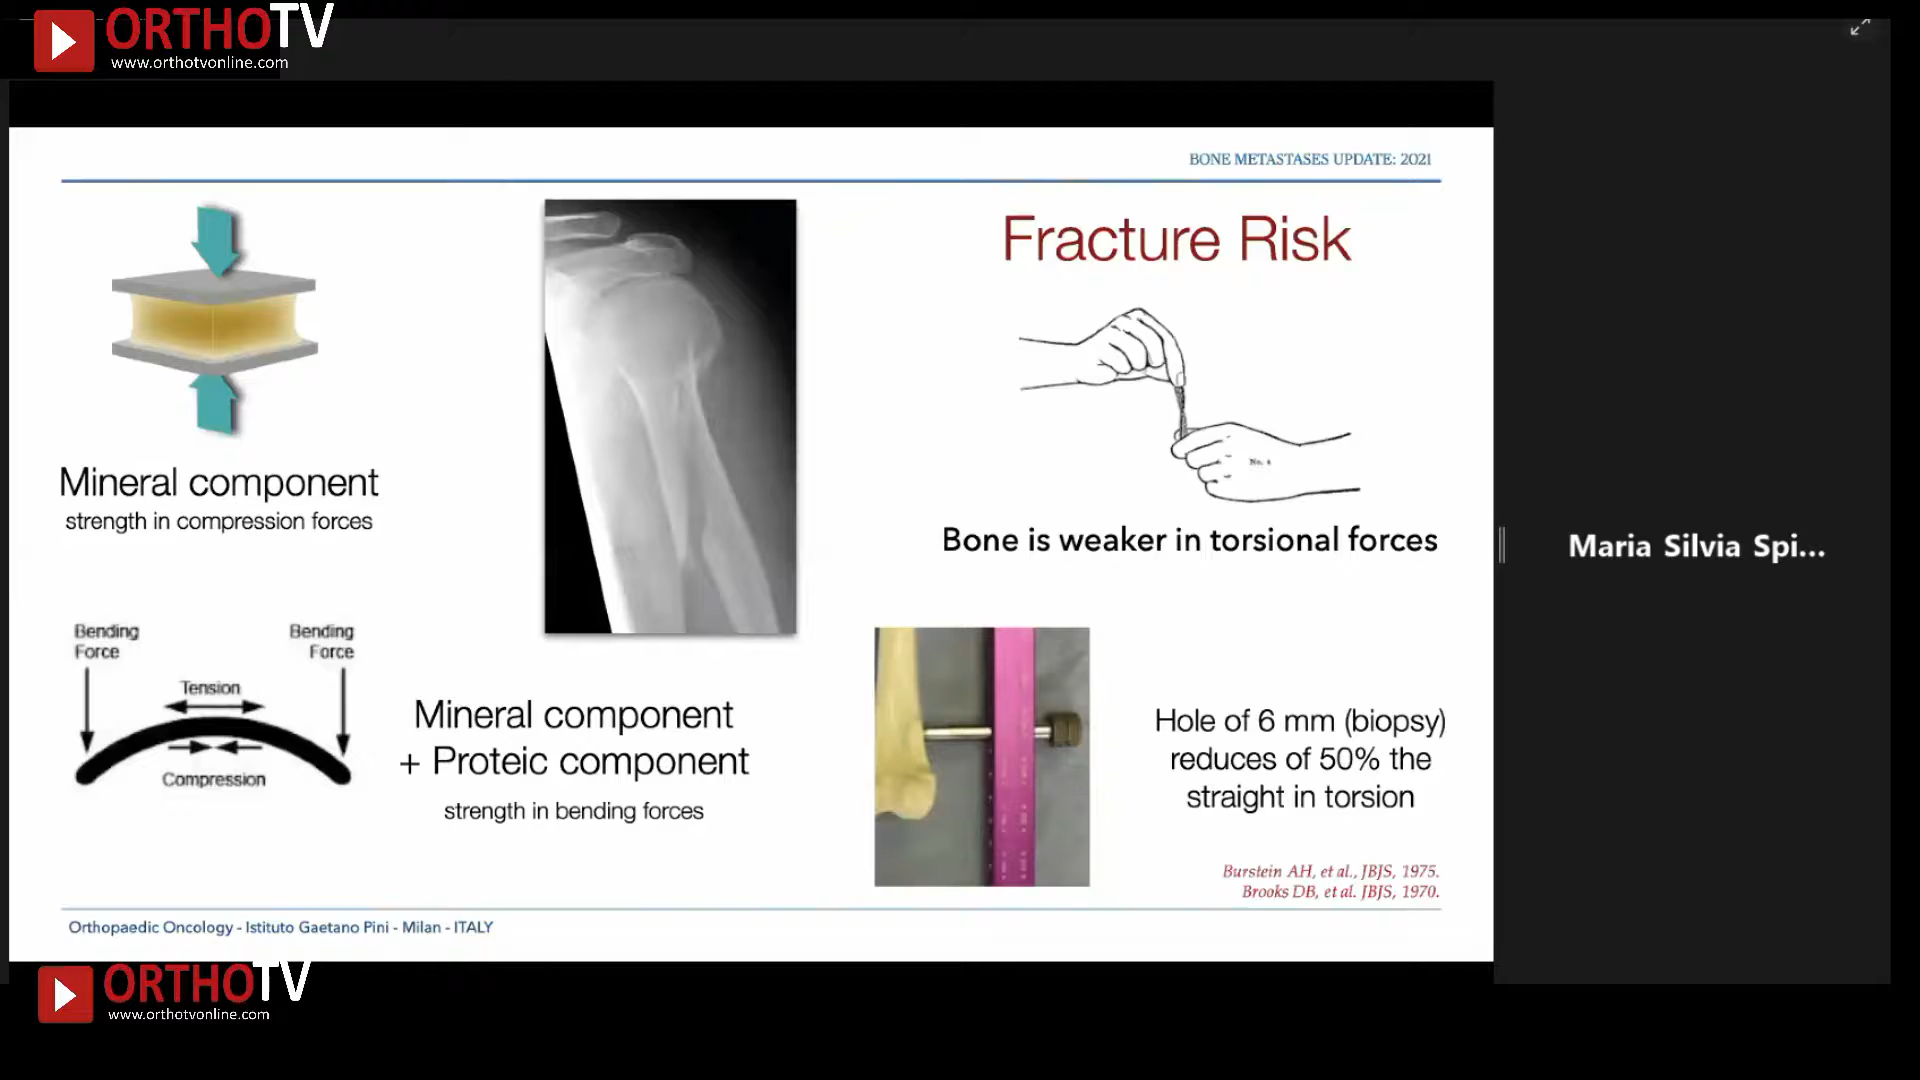 ORTHOTV
www.orthotvonline.com
BONE METASTASES UPDATE: 2021
Fracture Risk
Mineral component
strength in compression forces
No. 4
Bone is weaker in torsional forces
Maria Silvia Spi...
Bending Force
Bending Force
Tension
Compression
Mineral component
+ Proteic component
strength in bending forces
Hole of 6 mm (biopsy)
reduces of 50% the
straight in torsion
Burstein AH, et al., JBJS, 1975.
Brooks DB, et al. JBJS, 1970.
Orthopaedic Oncology - Istituto Gaetano Pini - Milan - ITALY
ORTHOTV
www.orthotvonline.com